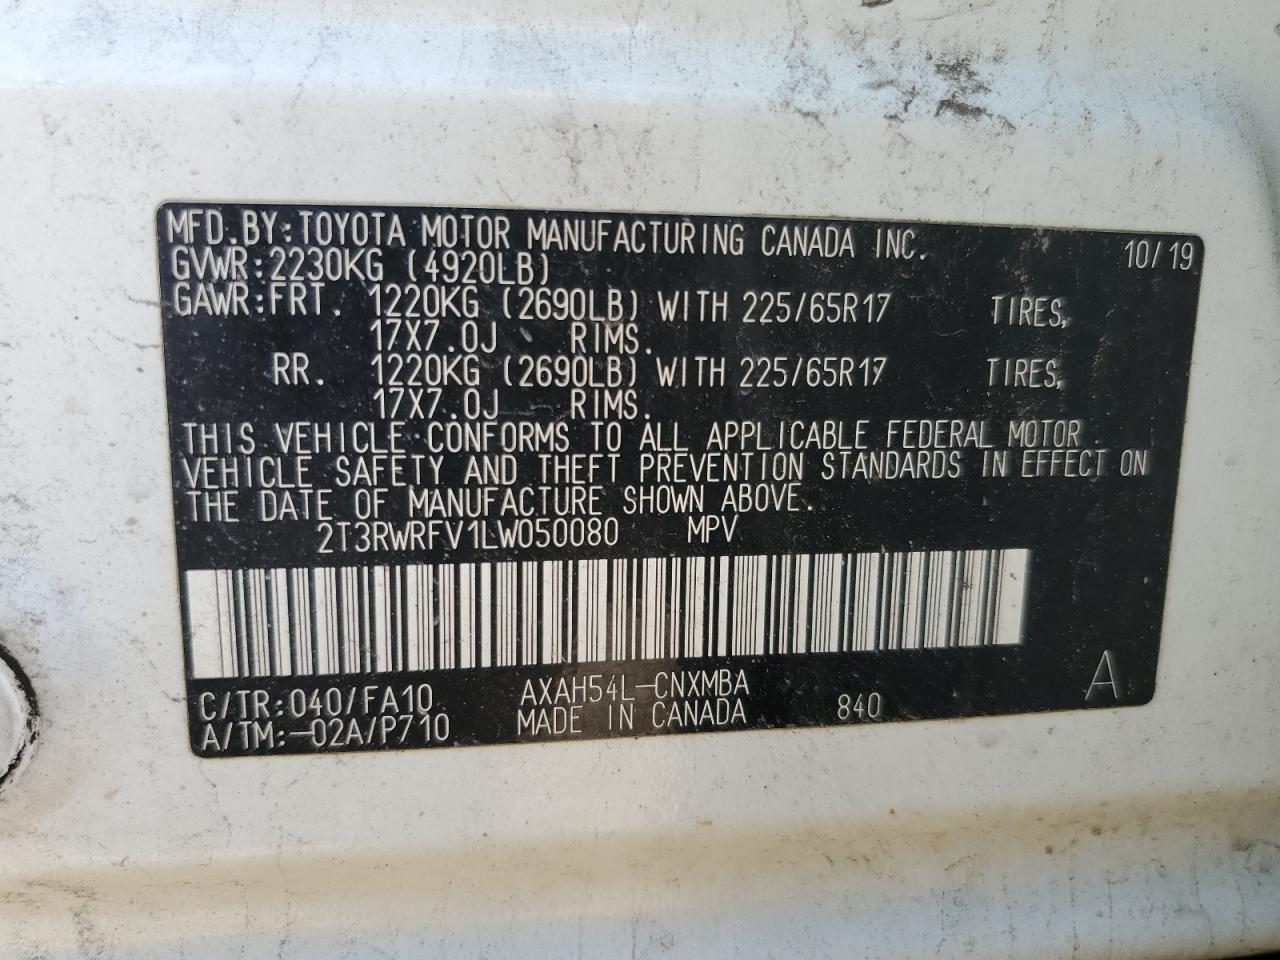 MFD.BY:TOYOTA MOTOR MANUFACTURING CANADA INC. 10/19
GVWR:2230KG (4920LB)
GAWR:FRT. 1220KG (2690LB) WITH 225/65R17 TIRES,
17X7.0J RIMS.
RR. 1220KG (2690LB) WITH 225/65R17 TIRES,
17X7.0J RIMS.
THIS VEHICLE CONFORMS TO ALL APPLICABLE FEDERAL MOTOR
VEHICLE SAFETY AND THEFT PREVENTION STANDARDS IN EFFECT ON
THE DATE OF MANUFACTURE SHOWN ABOVE.
2T3RWRFV1LW050080 MPV
C/TR:040/FA10 AXAH54L-CNXMBA A
A/TM:-02A/P710 MADE IN CANADA 840